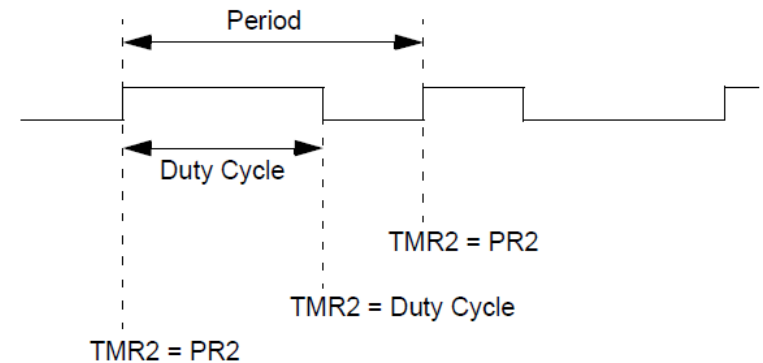 Period
Duty Cycle
TMR2 = PR2
TMR2 = Duty Cycle
TMR2 = PR2